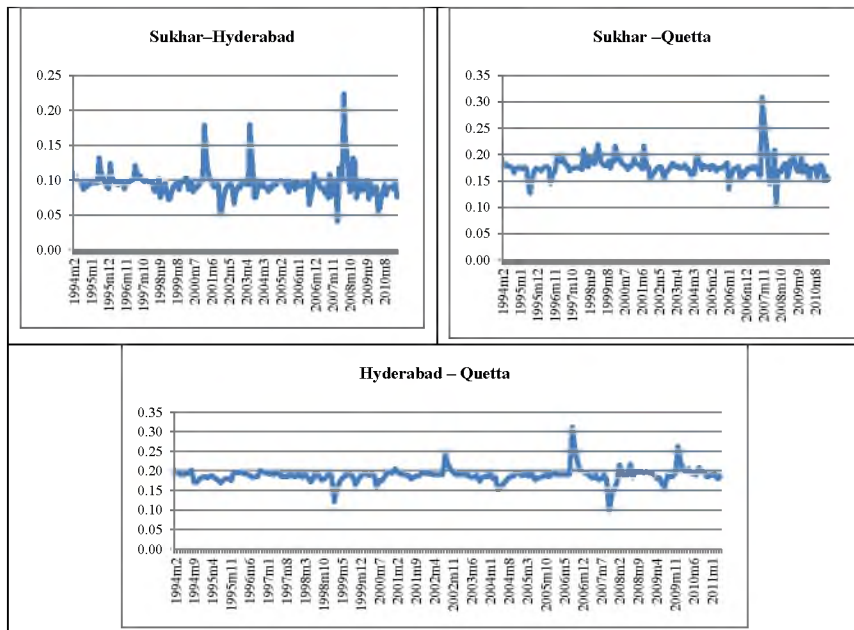 Sukhar–Hyderabad
0.25
0.20
0.15
0.10
0.05
0.00
1994m2
1995m1
1995m12
1996m11
1997m10
1998m9
1999m8
2000m7
2001m6
2002m5
2003m4
2004m3
2005m2
2006m1
2006m12
2007m11
2008m10
2009m9
2010m8
Sukhar –Quetta
0.35
0.30
0.25
0.20
0.15
0.10
0.05
0.00
1994m2
1995m1
1995m12
1996m11
1997m10
1998m9
1999m8
2000m7
2001m6
2002m5
2003m4
2004m3
2005m2
2006m1
2006m12
2007m11
2008m10
2009m9
2010m8
Hyderabad – Quetta
0.35
0.30
0.25
0.20
0.15
0.10
0.05
0.00
1994m2
1994m9
1995m4
1995m11
1996m6
1997m1
1997m8
1998m3
1998m10
1999m5
1999m12
2000m7
2001m2
2001m9
2002m4
2002m11
2003m6
2004m1
2004m8
2005m3
2005m10
2006m5
2006m12
2007m7
2008m2
2008m9
2009m4
2009m11
2010m6
2011m1